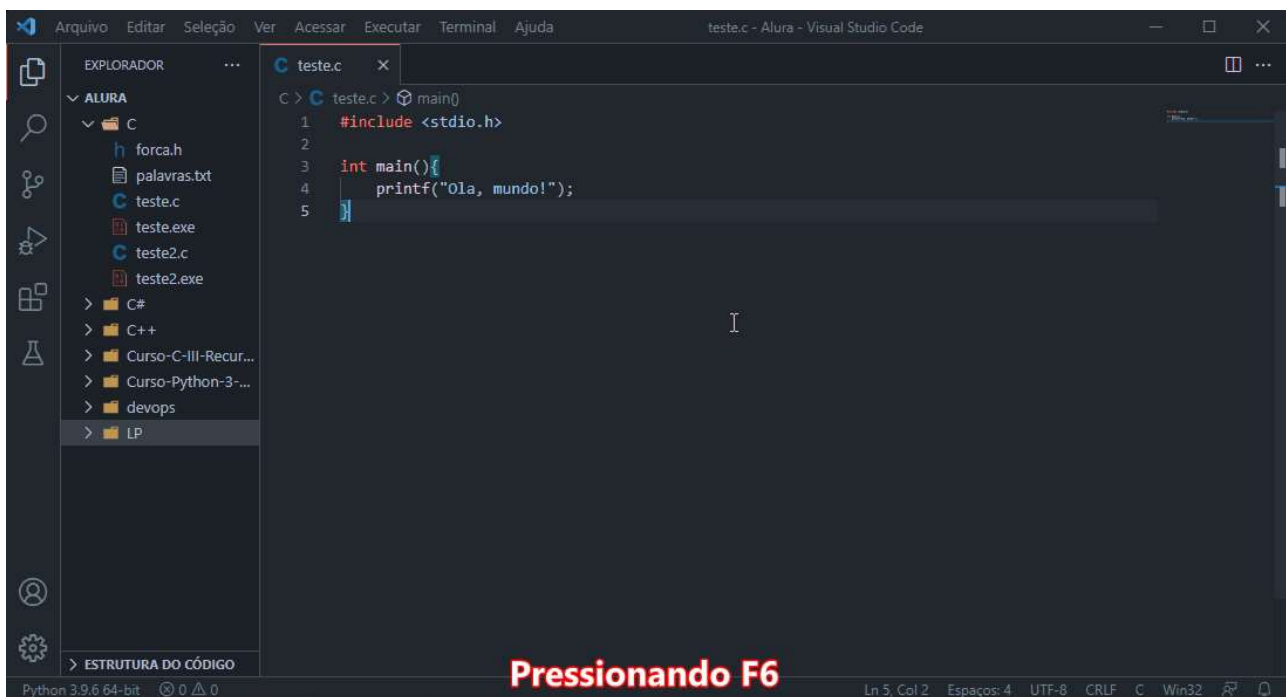 Arquivo Editar Seleção Ver Acessar Executar Terminal Ajuda teste.c - Alura - Visual Studio Code
EXPLORADOR ...
ALURA
C
forca.h
palavras.txt
teste.c
teste.exe
teste2.c
teste2.exe
C#
C++
Curso-C-III-Recur...
Curso-Python-3-...
devops
LP
ESTRUTURA DO CÓDIGO
C teste.c
C > C teste.c > main()
1 #include <stdio.h>
2
3 int main(){
4 printf("Ola, mundo!");
5 }
Pressionando F6
Python 3.9.6 64-bit 0 0 Ln 5, Col 2 Espaços: 4 UTF-8 CRLF C Win32